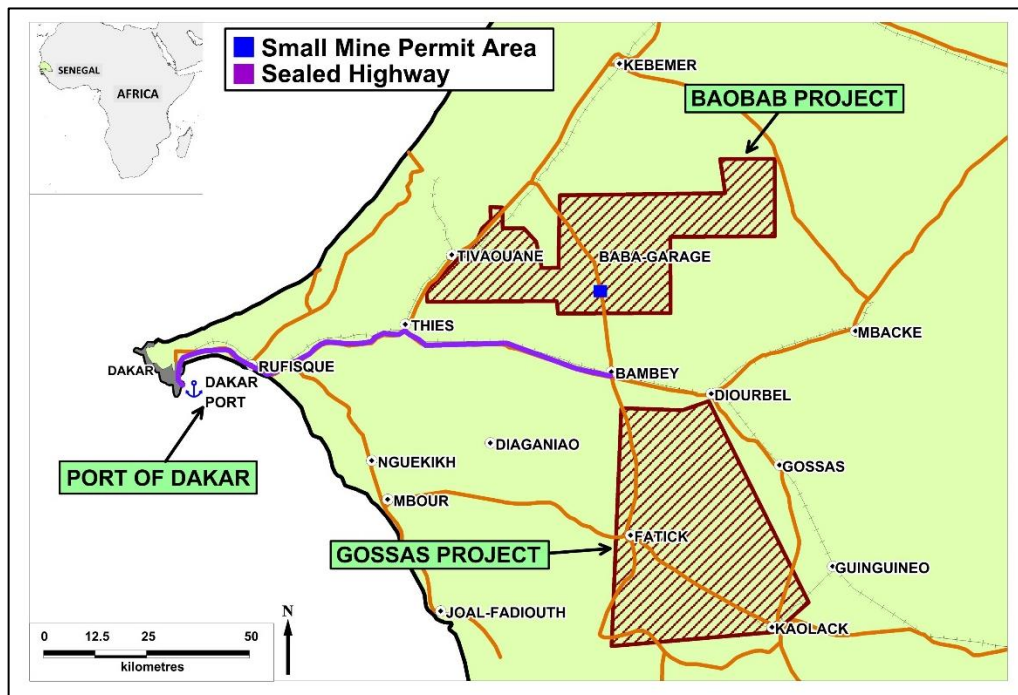 SENEGAL
AFRICA
Small Mine Permit Area
Sealed Highway
KEBEMER
BAOBAB PROJECT
TIVAOUANE
BABA-GARAGE
THIES
MBACKE
DAKAR
RUFISQUE
DAKAR
PORT
BAMBEY
DIOURBEL
PORT OF DAKAR
NGUEKIKH
DIAGANIAO
GOSSAS
MBOUR
GOSSAS PROJECT
FATICK
GUINGUINEO
JOAL-FADIOUTH
KAOLACK
0 12.5 25 50
kilometres
N